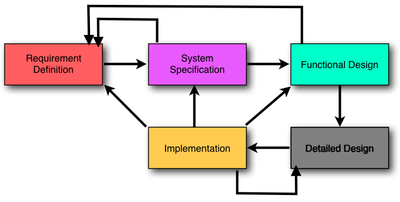 Requirement
Definition
System
Specification
Functional Design
Implementation
Detailed Design